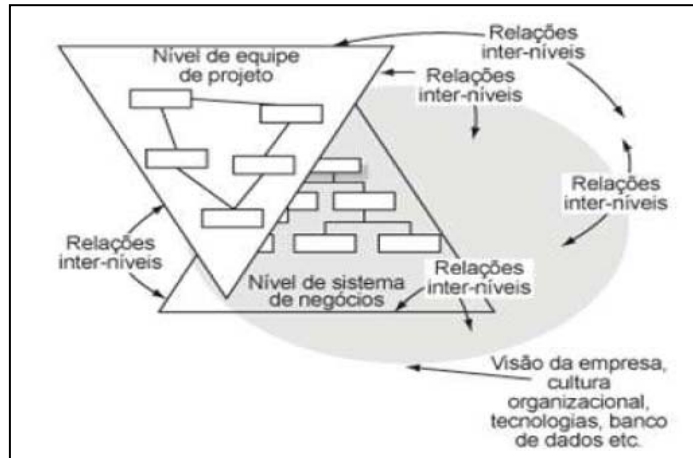 Nível de equipe
de projeto
Relações
inter-níveis
Relações
inter-níveis
Relações
inter-níveis
Relações
inter-níveis
Nível de sistema
de negócios
Relações
inter-níveis
Visão da empresa,
cultura
organizacional,
tecnologias, banco
de dados etc.